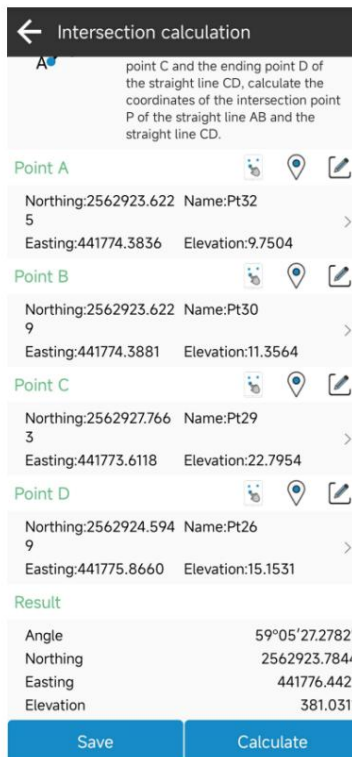 Intersection calculation
A
point C and the ending point D of
the straight line CD, calculate the
coordinates of the intersection point
P of the straight line AB and the
straight line CD.
Point A
Northing:2562923.622 Name:Pt32
5
Easting:441774.3836 Elevation:9.7504
Point B
Northing:2562923.622 Name:Pt30
9
Easting:441774.3881 Elevation:11.3564
Point C
Northing:2562927.766 Name:Pt29
3
Easting:441773.6118 Elevation:22.7954
Point D
Northing:2562924.594 Name:Pt26
9
Easting:441775.8660 Elevation:15.1531
Result
Angle 59°05'27.2782
Northing 2562923.7844
Easting 441776.442
Elevation 381.031
Save Calculate